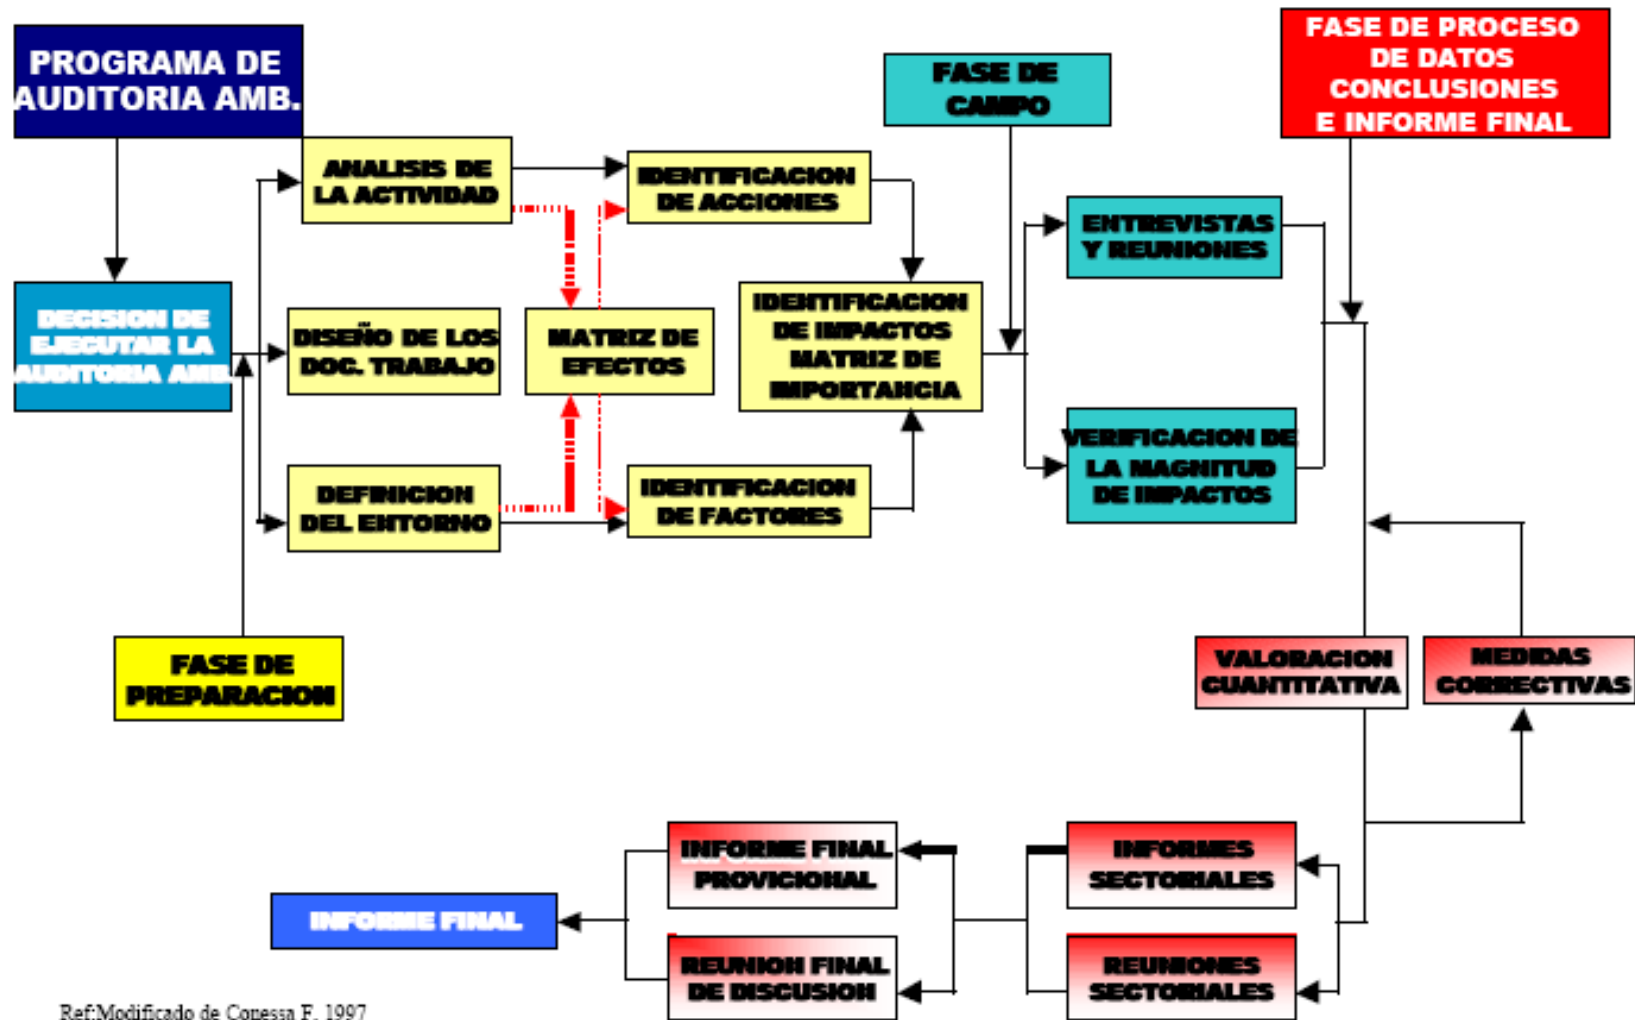 PROGRAMA DE
AUDITORIA AMB.
FASE DE
CAMPO
FASE DE PROCESO
DE DATOS
CONCLUSIONES
E INFORME FINAL
ANALISIS DE
LA ACTIVIDAD
IDENTIFICACION
DE ACCIONES
ENTREVISTAS
Y REUNIONES
DECISION DE
EJECUTAR LA
AUDITORIA AMB.
DISEÑO DE LOS
DOC. TRABAJO
MATRIZ DE
EFECTOS
IDENTIFICACION
DE IMPACTOS
MATRIZ DE
IMPORTANCIA
VERIFICACION DE
LA MAGNITUD
DE IMPACTOS
DEFINICION
DEL ENTORNO
IDENTIFICACION
DE FACTORES
FASE DE
PREPARACION
VALORACION
CUANTITATIVA
MEDIDAS
CORRECTIVAS
INFORME FINAL
PROVICIONAL
INFORMES
SECTORIALES
INFORME FINAL
REUNION FINAL
DE DISCUSION
REUNIONES
SECTORIALES
Ref:Modificado de Conessa F. 1997